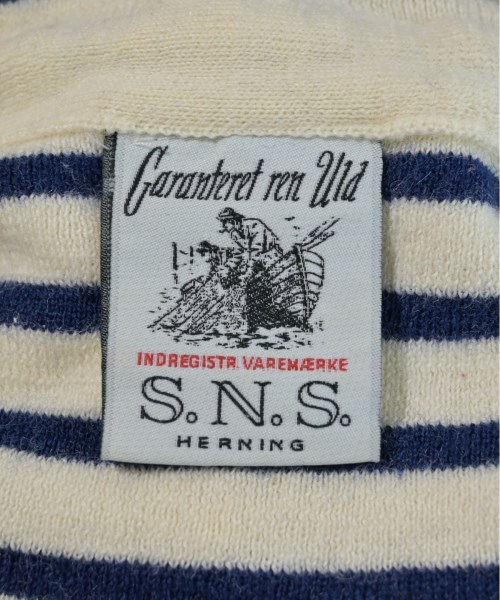 Garanteret ren Uld
INDREGISTR. VAREMÆRKE
S.N.S.
HERNING